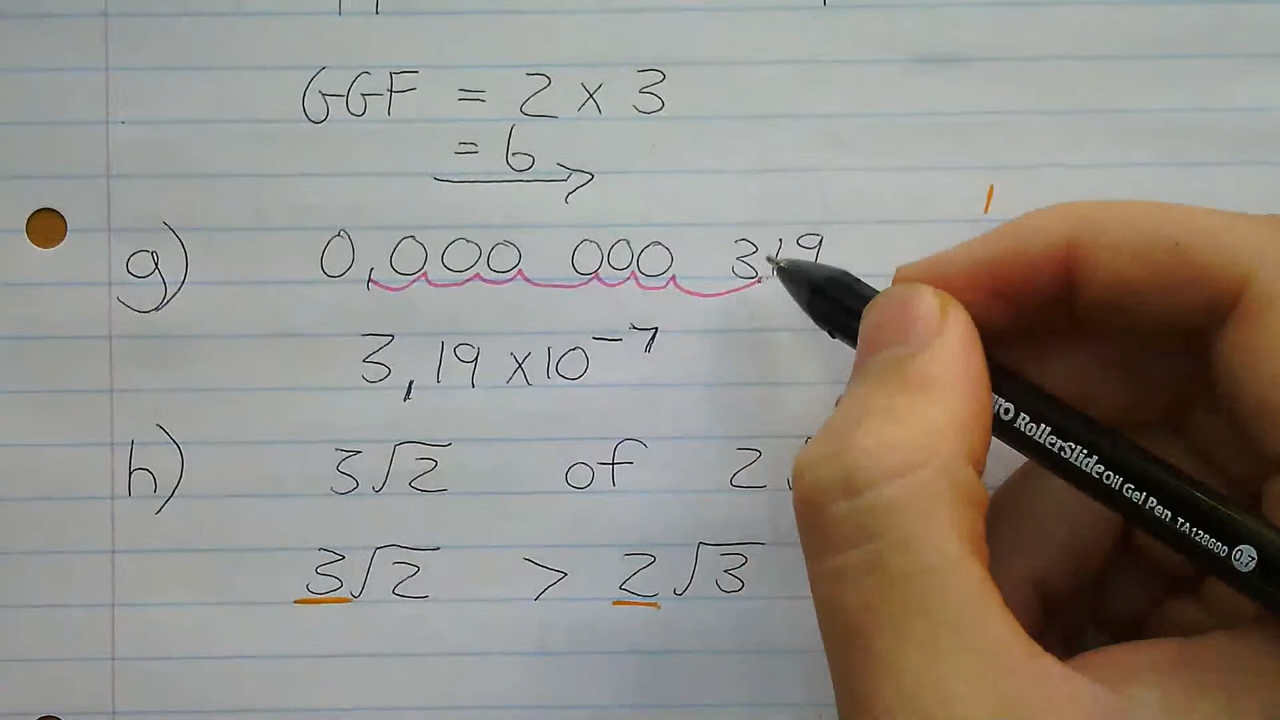 GGF = 2 × 3
= 6
g) 0,000 000 319
3,19 × 10⁻⁷
h) 3√2 of 2
3√2 > 2√3
RollerSlide Oil Gel Pen TA128600 0.7